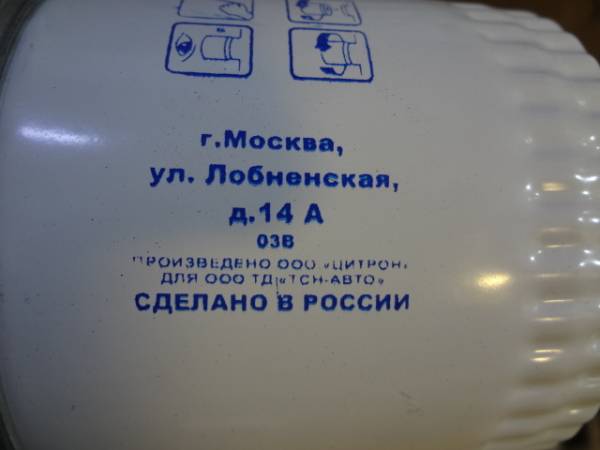 г.Москва,
ул. Лобненская,
д.14 А
03В
ПРОИЗВЕДЕНО ООО «ЦИТРОН»
ДЛЯ ООО ТД «ТСН-АВТО»
СДЕЛАНО В РОССИИ